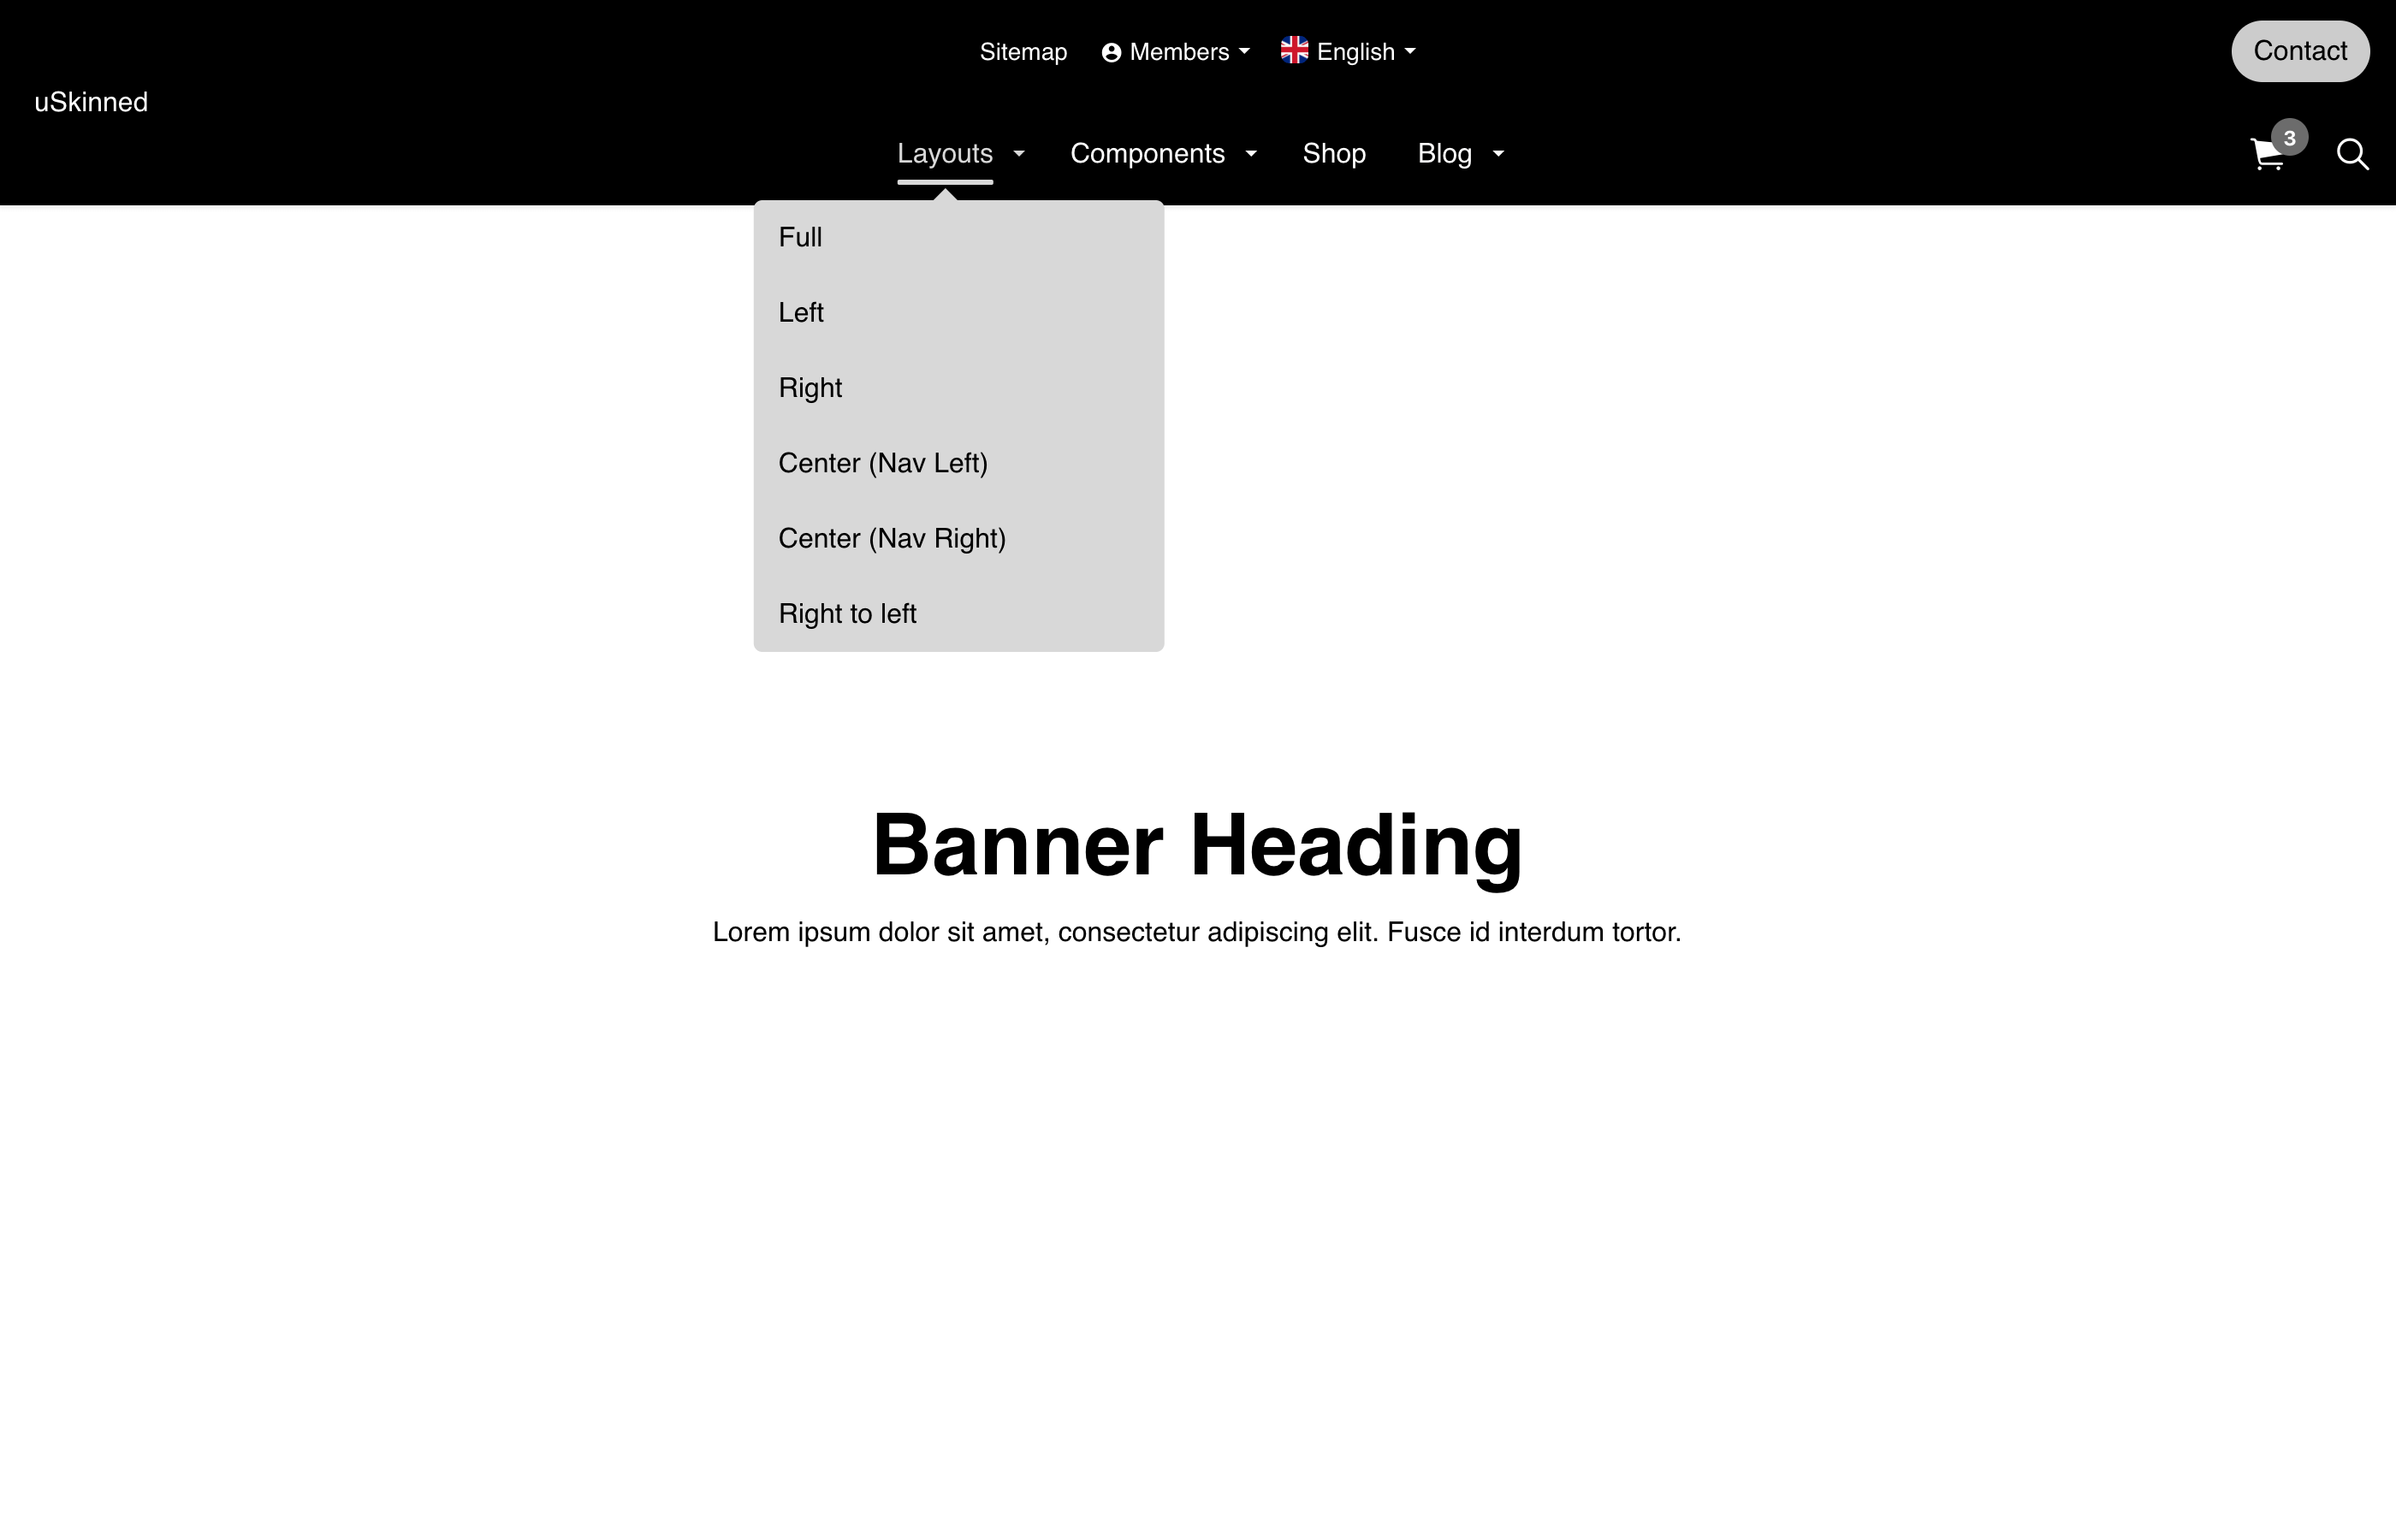 Sitemap Members English Contact
uSkinned
Layouts Components Shop Blog 3
Full
Left
Right
Center (Nav Left)
Center (Nav Right)
Right to left
Banner Heading
Lorem ipsum dolor sit amet, consectetur adipiscing elit. Fusce id interdum tortor.